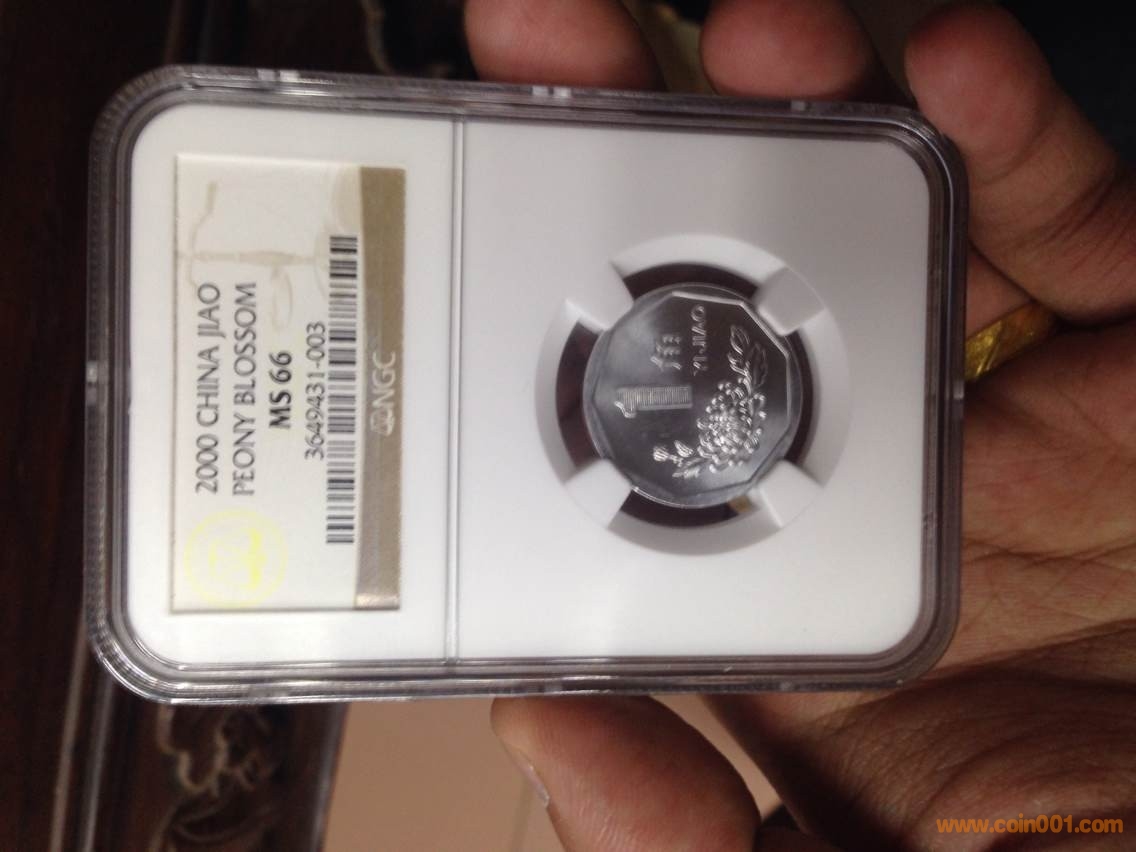 2000 CHINA JIAO
PEONY BLOSSOM
MS 66
3649431-003
NGC
1角
YI JIAO
www.coin001.com